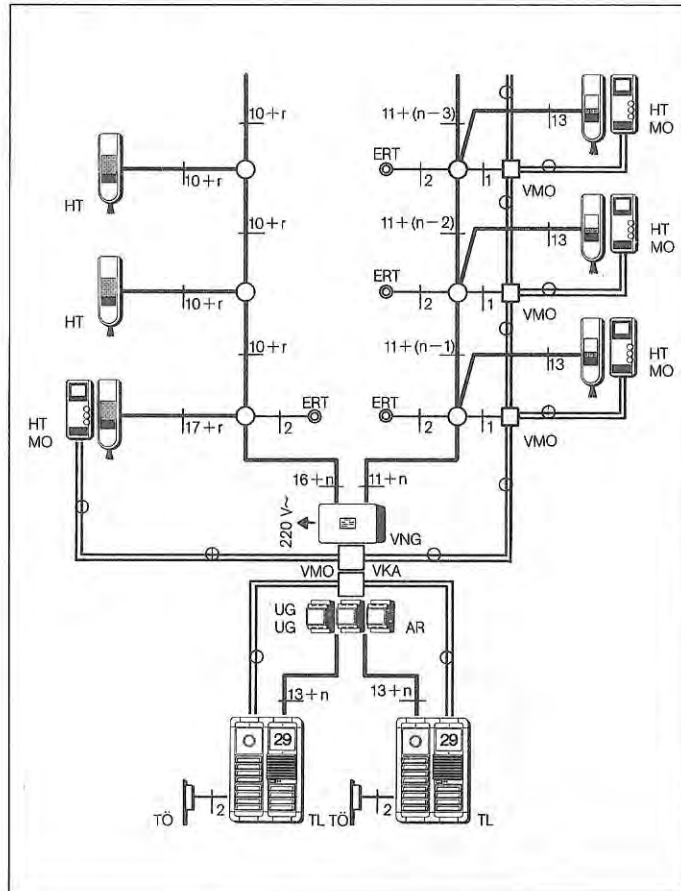 10+r 11+(n−3) 13 HT
MO
ERT
10+r 2 1 VMO
HT
10+r 11+(n−2) 13 HT
MO
ERT
10+r 2 1 VMO
HT
10+r 11+(n−1) 13 HT
MO
ERT ERT
HT
MO 17+r 2 2 1 VMO
16+n 11+n
220 V~
VNG
VMO VKA
UG
UG AR
13+n 13+n
29 29
TÖ 2 TL TÖ 2 TL